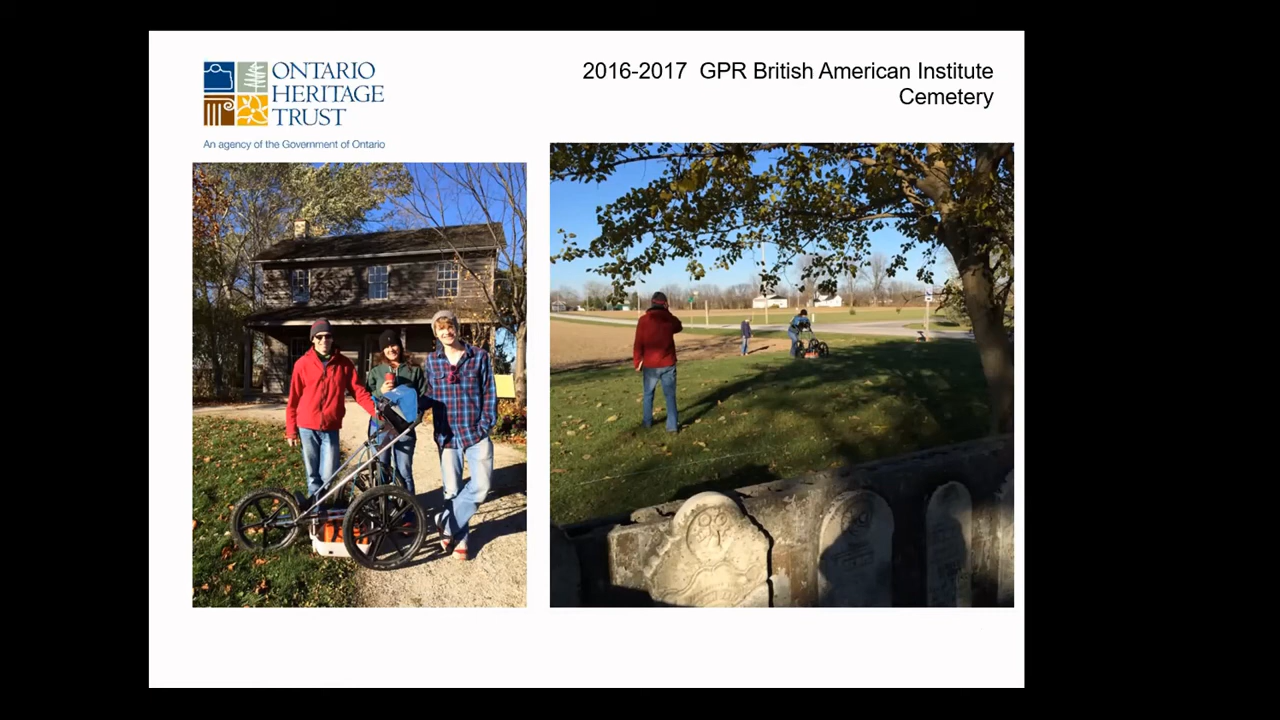 ONTARIO
HERITAGE
TRUST
An agency of the Government of Ontario
2016-2017 GPR British American Institute
Cemetery